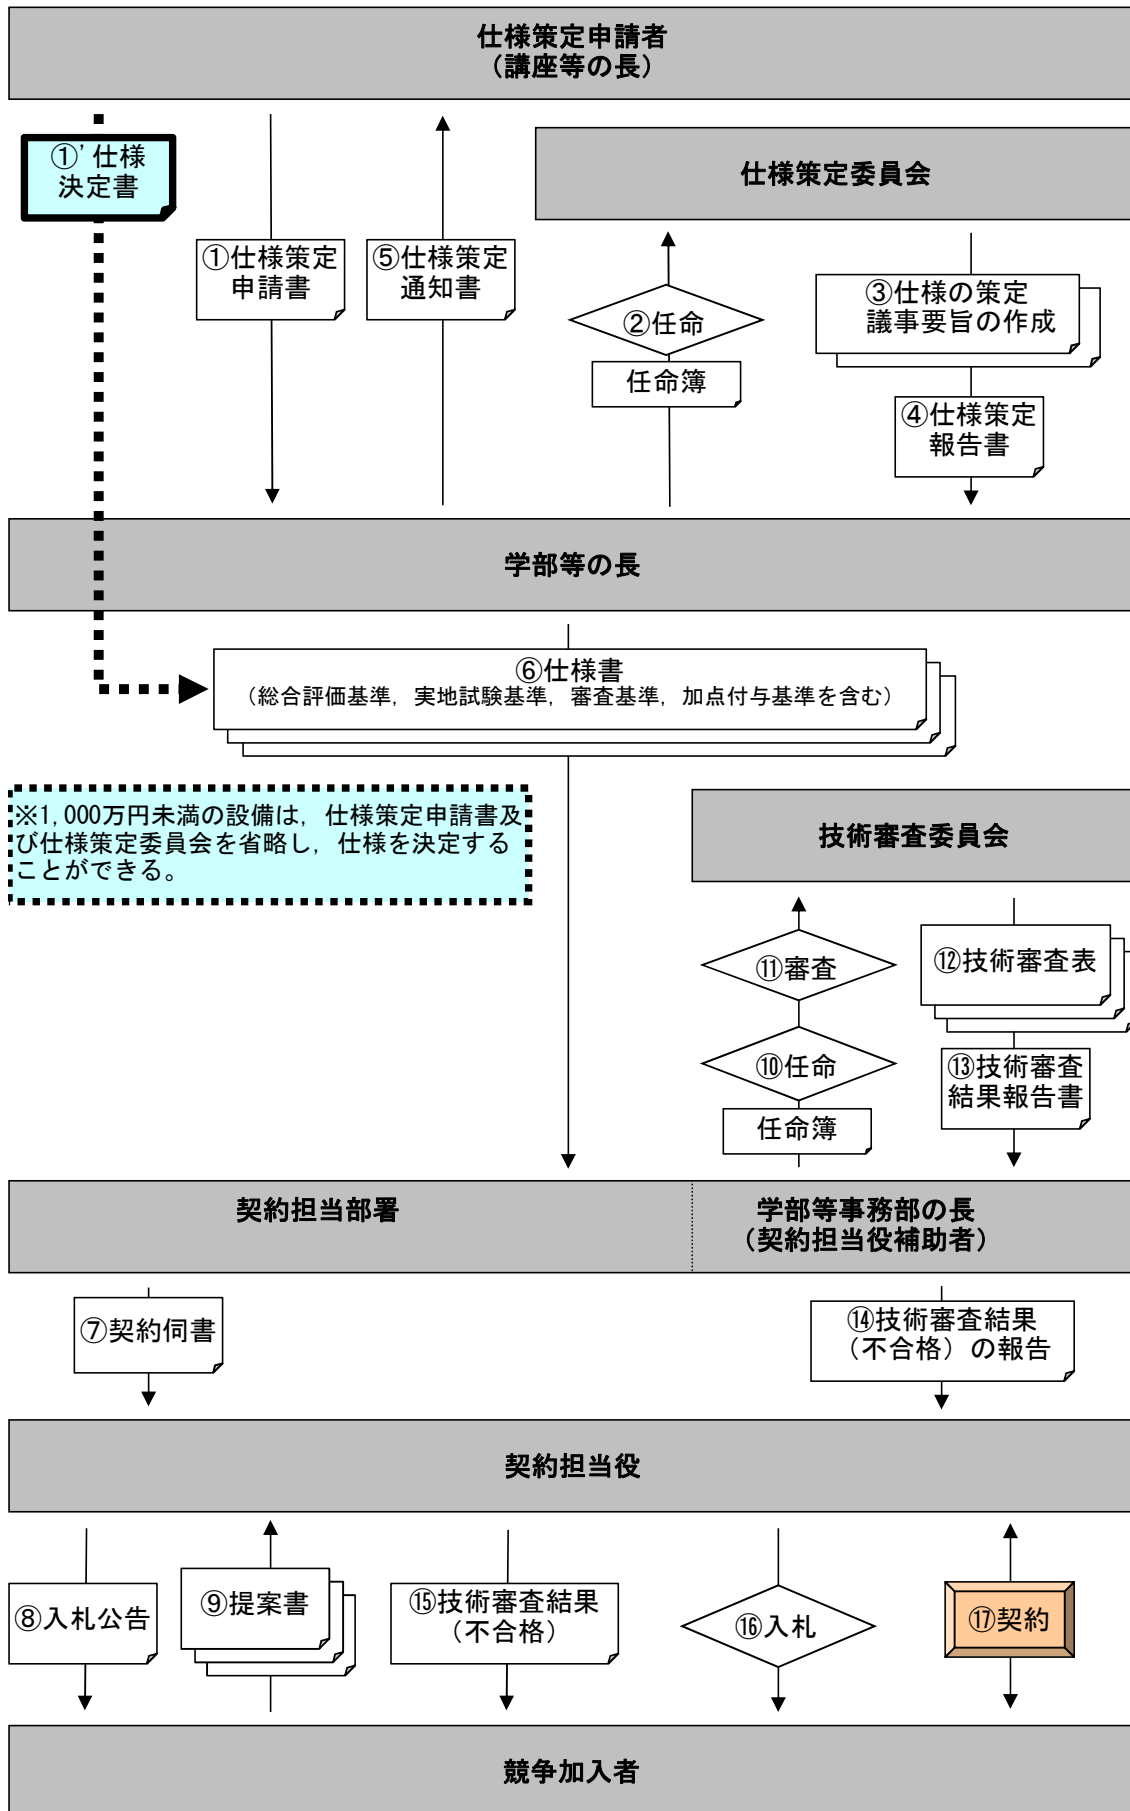 仕様策定申請者
（講座等の長）
①’仕様
決定書
仕様策定委員会
①仕様策定
申請書
⑤仕様策定
通知書
②任命
任命簿
③仕様の策定
議事要旨の作成
④仕様策定
報告書
学部等の長
⑥仕様書
（総合評価基準，実地試験基準，審査基準，加点付与基準を含む）
※1,000万円未満の設備は，仕様策定申請書及
び仕様策定委員会を省略し，仕様を決定する
ことができる。
技術審査委員会
⑪審査
⑩任命
任命簿
⑫技術審査表
⑬技術審査
結果報告書
契約担当部署
学部等事務部の長
（契約担当役補助者）
⑦契約伺書
⑭技術審査結果
（不合格）の報告
契約担当役
⑧入札公告
⑨提案書
⑮技術審査結果
（不合格）
⑯入札
⑰契約
競争加入者